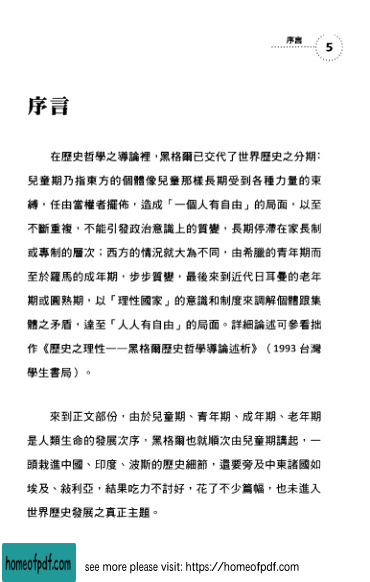 序言
5
序言
在歷史哲學之導論裡，黑格爾已交代了世界歷史之分期：
兒童期乃指東方的個體像兒童那樣長期受到各種力量的束
縛，任由當權者擺佈，造成「一個人有自由」的局面，以至
不斷重複，不能引發政治意識上的質變，長期停滯在家長制
或專制的層次；西方的情況就大為不同，由希臘的青年期而
至於羅馬的成年期，步步質變，最後來到近代日耳曼的老年
期或圓熟期，以「理性國家」的意識和制度來調解個體跟集
體之矛盾，達至「人人有自由」的局面。詳細論述可參看拙
作《歷史之理性──黑格爾歷史哲學導論述析》（1993 台灣
學生書局）。
來到正文部份，由於兒童期、青年期、成年期、老年期
是人類生命的發展次序，黑格爾也就順次由兒童期講起，一
頭栽進中國、印度、波斯的歷史細節，還要旁及中東諸國如
埃及、敍利亞，結果吃力不討好，花了不少篇幅，也未進入
世界歷史發展之真正主題。
homeofpdf.com
see more please visit: https://homeofpdf.com